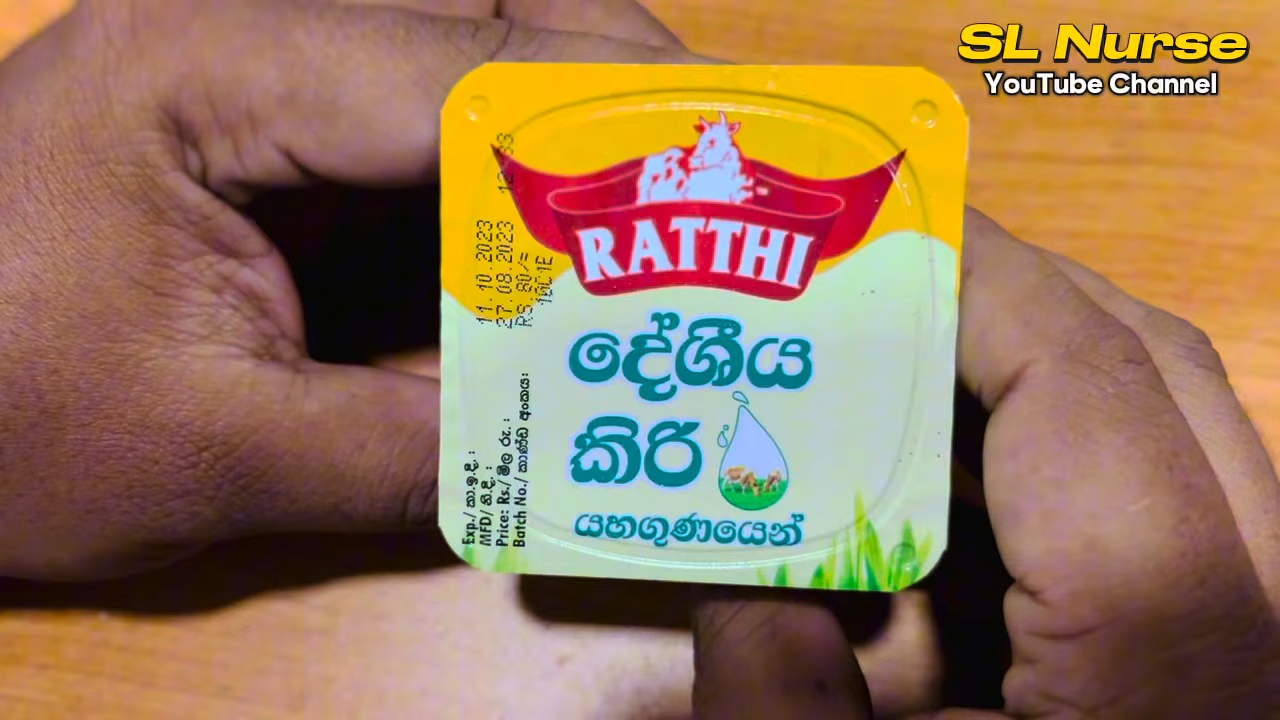 SL Nurse
YouTube Channel
RATTHI
දේශීය
කිරි
යහගුණයෙන්
Exp./ කා.ඉ.දි. : 11.10.2023
MFD/ නි.දි. : 27.08.2023
Price: Rs./ මිල රු. : RS. 80/=
Batch No./ කාණ්ඩ අංකය: